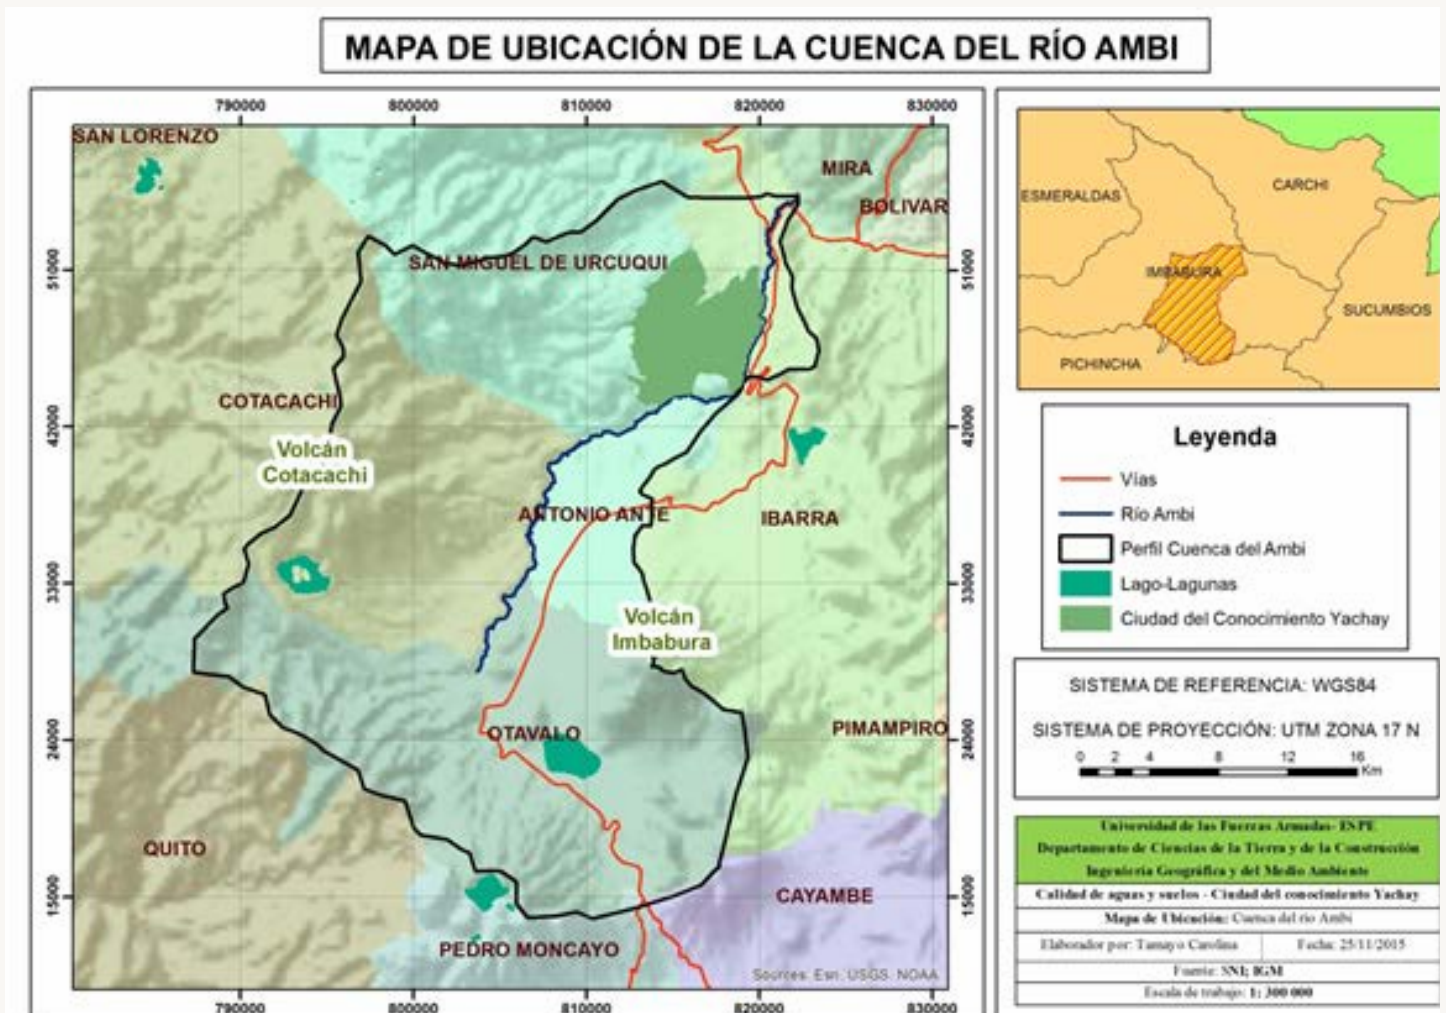 MAPA DE UBICACIÓN DE LA CUENCA DEL RÍO AMBI
790000 800000 810000 820000 830000
SAN LORENZO
MIRA
BOLIVAR
51000 51000
SAN MIGUEL DE URCUQUI
COTACACHI
42000 42000
Volcán
Cotacachi
ANTONIO ANTE
IBARRA
33000 33000
Volcán
Imbabura
PIMAMPIRO
OTAVALO
24000 24000
QUITO
CAYAMBE
15000 15000
PEDRO MONCAYO
Sources: Esri, USGS, NOAA
790000 800000 810000 820000 830000
ESMERALDAS
CARCHI
IMBABURA
SUCUMBIOS
PICHINCHA
Leyenda
Vías
Río Ambi
Perfil Cuenca del Ambi
Lago-Lagunas
Ciudad del Conocimiento Yachay
SISTEMA DE REFERENCIA: WGS84
SISTEMA DE PROYECCIÓN: UTM ZONA 17 N
0 2 4 8 12 16
Km
Universidad de las Fuerzas Armadas- ESPE
Departamento de Ciencias de la Tierra y de la Construcción
Ingeniería Geográfica y del Medio Ambiente
Calidad de aguas y suelos - Ciudad del conocimiento Yachay
Mapa de Ubicación: Cuenca del río Ambi
Elaborador por: Tamayo Carolina Fecha: 25/11/2015
Fuente: SNI; IGM
Escala de trabajo: 1: 300 000